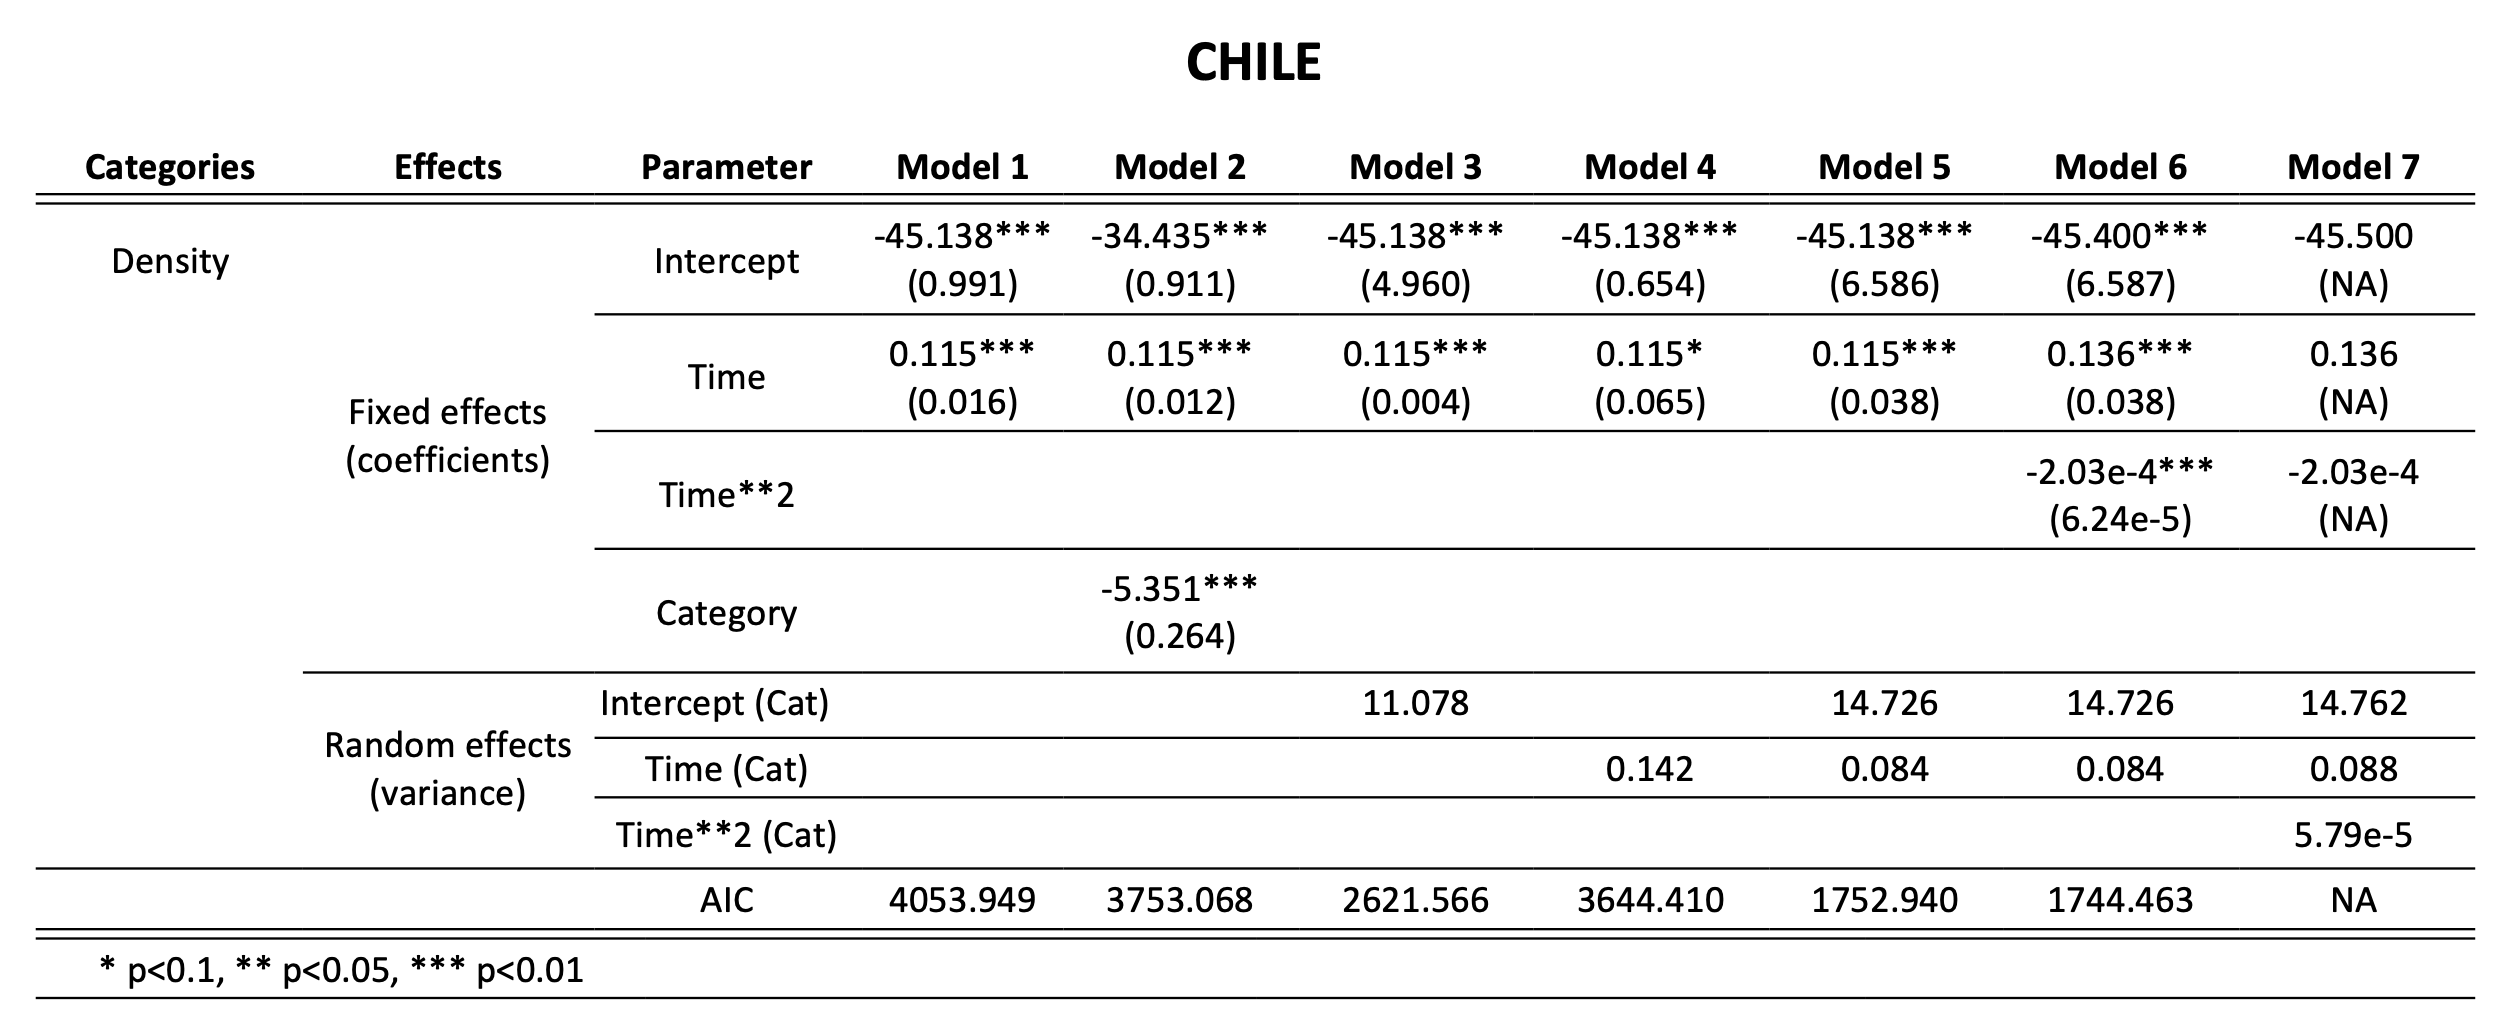 CHILE
Categories Effects Parameter Model 1 Model 2 Model 3 Model 4 Model 5 Model 6 Model 7
Density Fixed effects (coefficients) Intercept -45.138*** -34.435*** -45.138*** -45.138*** -45.138*** -45.400*** -45.500
(0.991) (0.911) (4.960) (0.654) (6.586) (6.587) (NA)
Time 0.115*** 0.115*** 0.115*** 0.115* 0.115*** 0.136*** 0.136
(0.016) (0.012) (0.004) (0.065) (0.038) (0.038) (NA)
Time**2 -2.03e-4*** -2.03e-4
(6.24e-5) (NA)
Category -5.351***
(0.264)
Random effects (variance) Intercept (Cat) 11.078 14.726 14.726 14.762
Time (Cat) 0.142 0.084 0.084 0.088
Time**2 (Cat) 5.79e-5
AIC 4053.949 3753.068 2621.566 3644.410 1752.940 1744.463 NA
* p<0.1, ** p<0.05, *** p<0.01